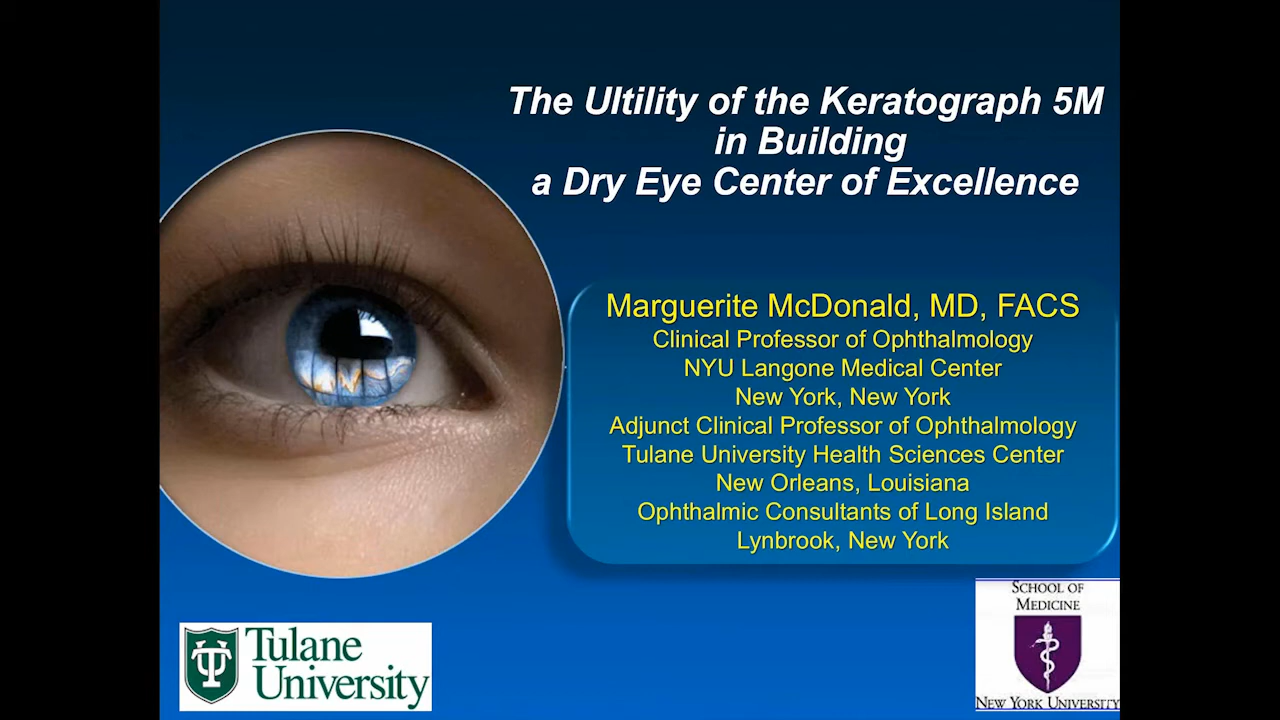 The Ultility of the Keratograph 5M
in Building
a Dry Eye Center of Excellence
Marguerite McDonald, MD, FACS
Clinical Professor of Ophthalmology
NYU Langone Medical Center
New York, New York
Adjunct Clinical Professor of Ophthalmology
Tulane University Health Sciences Center
New Orleans, Louisiana
Ophthalmic Consultants of Long Island
Lynbrook, New York
Tulane
University
SCHOOL OF
MEDICINE
NEW YORK UNIVERSITY